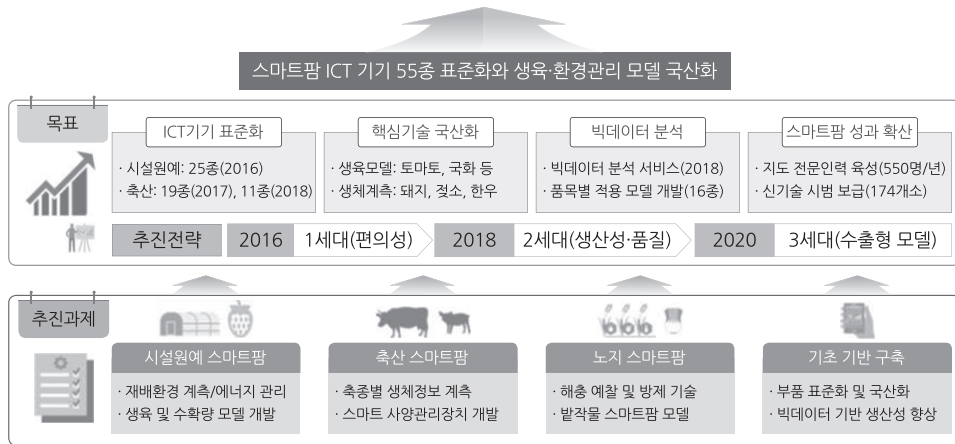 스마트팜 ICT 기기 55종 표준화와 생육·환경관리 모델 국산화
목표
ICT기기 표준화
· 시설원예: 25종(2016)
· 축산: 19종(2017), 11종(2018)
핵심기술 국산화
· 생육모델: 토마토, 국화 등
· 생체계측: 돼지, 젖소, 한우
빅데이터 분석
· 빅데이터 분석 서비스(2018)
· 품목별 적용 모델 개발(16종)
스마트팜 성과 확산
· 지도 전문인력 육성(550명/년)
· 신기술 시범 보급(174개소)
추진전략 2016 1세대(편의성) 2018 2세대(생산성·품질) 2020 3세대(수출형 모델)
추진과제
시설원예 스마트팜
· 재배환경 계측/에너지 관리
· 생육 및 수확량 모델 개발
축산 스마트팜
· 축종별 생체정보 계측
· 스마트 사양관리장치 개발
노지 스마트팜
· 해충 예찰 및 방제 기술
· 밭작물 스마트팜 모델
기초 기반 구축
· 부품 표준화 및 국산화
· 빅데이터 기반 생산성 향상